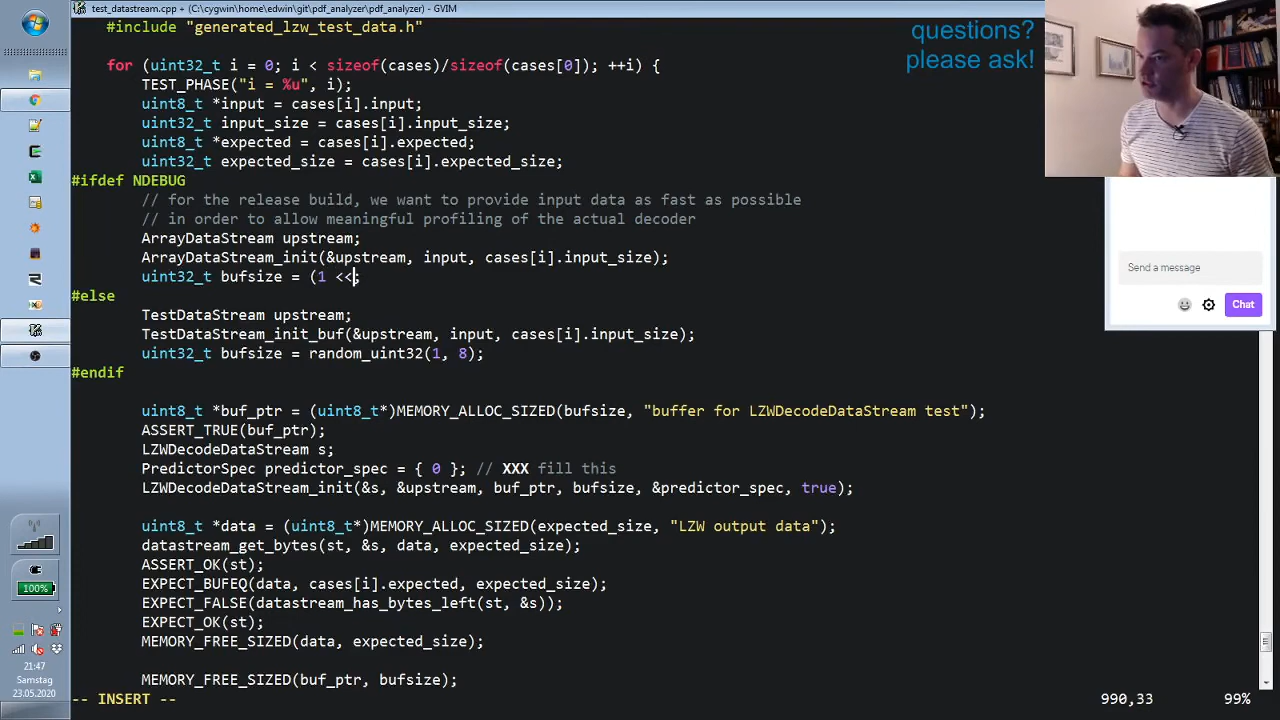 test_datastream.cpp + (C:\cygwin\home\edwin\git\pdf_analyzer\pdf_analyzer) - GVIM
#include "generated_lzw_test_data.h"
questions?
please ask!
for (uint32_t i = 0; i < sizeof(cases)/sizeof(cases[0]); ++i) {
TEST_PHASE("i = %u", i);
uint8_t *input = cases[i].input;
uint32_t input_size = cases[i].input_size;
uint8_t *expected = cases[i].expected;
uint32_t expected_size = cases[i].expected_size;
#ifdef NDEBUG
// for the release build, we want to provide input data as fast as possible
// in order to allow meaningful profiling of the actual decoder
ArrayDataStream upstream;
ArrayDataStream_init(&upstream, input, cases[i].input_size);
uint32_t bufsize = (1 <<;
#else
TestDataStream upstream;
TestDataStream_init_buf(&upstream, input, cases[i].input_size);
uint32_t bufsize = random_uint32(1, 8);
#endif
uint8_t *buf_ptr = (uint8_t*)MEMORY_ALLOC_SIZED(bufsize, "buffer for LZWDecodeDataStream test");
ASSERT_TRUE(buf_ptr);
LZWDecodeDataStream s;
PredictorSpec predictor_spec = { 0 }; // XXX fill this
LZWDecodeDataStream_init(&s, &upstream, buf_ptr, bufsize, &predictor_spec, true);
uint8_t *data = (uint8_t*)MEMORY_ALLOC_SIZED(expected_size, "LZW output data");
datastream_get_bytes(st, &s, data, expected_size);
ASSERT_OK(st);
EXPECT_BUFEQ(data, cases[i].expected, expected_size);
EXPECT_FALSE(datastream_has_bytes_left(st, &s));
EXPECT_OK(st);
MEMORY_FREE_SIZED(data, expected_size);
MEMORY_FREE_SIZED(buf_ptr, bufsize);
-- INSERT --
990,33
99%
Send a message
Chat
100%
21:47
Samstag
23.05.2020